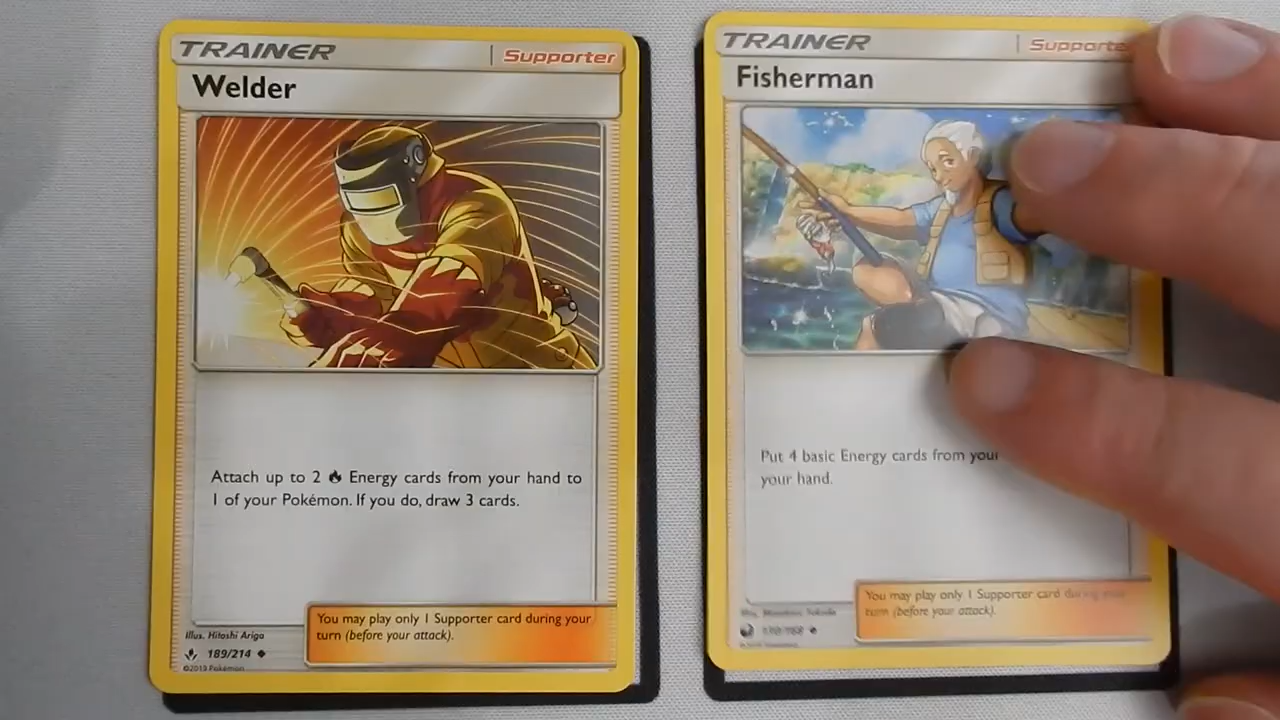 TRAINER
Supporter
Welder
Attach up to 2 Energy cards from your hand to
1 of your Pokémon. If you do, draw 3 cards.
You may play only 1 Supporter card during your
turn (before your attack).
Illus. Hitoshi Ariga
189/214
©2019 Pokémon
TRAINER
Supporte
Fisherman
Put 4 basic Energy cards from your
your hand.
You may play only 1 Supporter card during your
turn (before your attack).